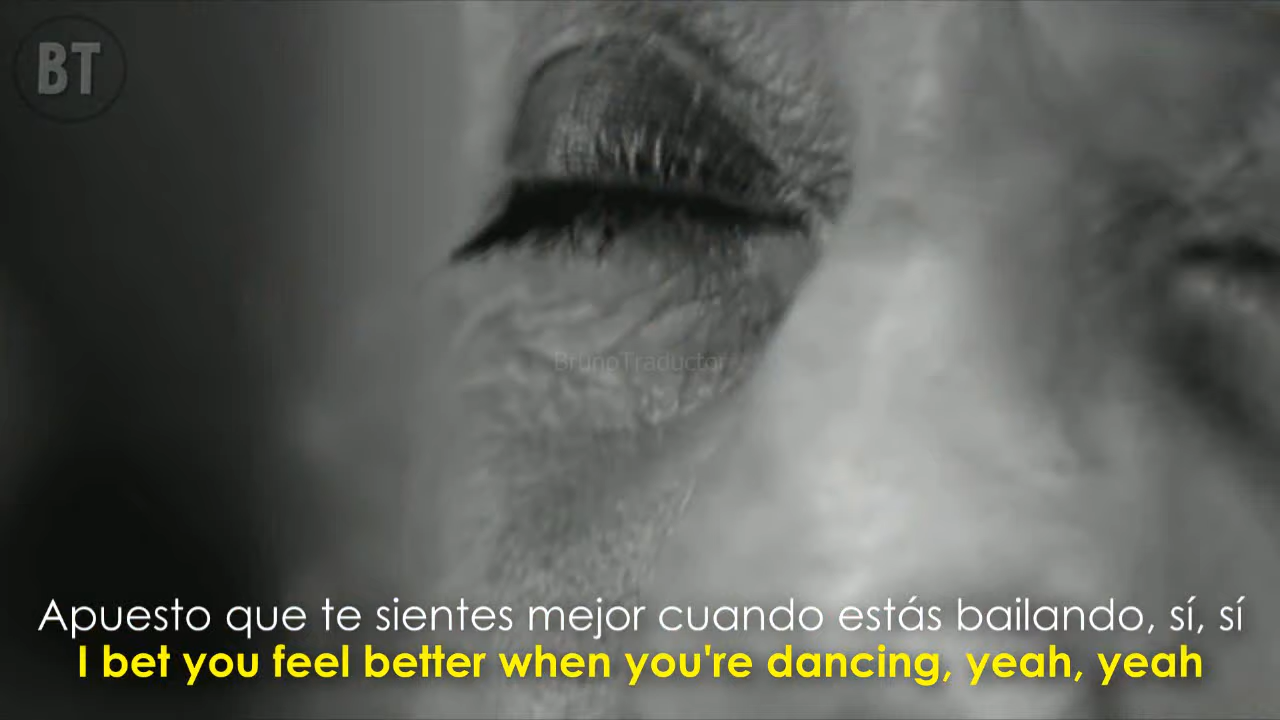 BT
BrunoTraductor
Apuesto que te sientes mejor cuando estás bailando, sí, sí
I bet you feel better when you're dancing, yeah, yeah